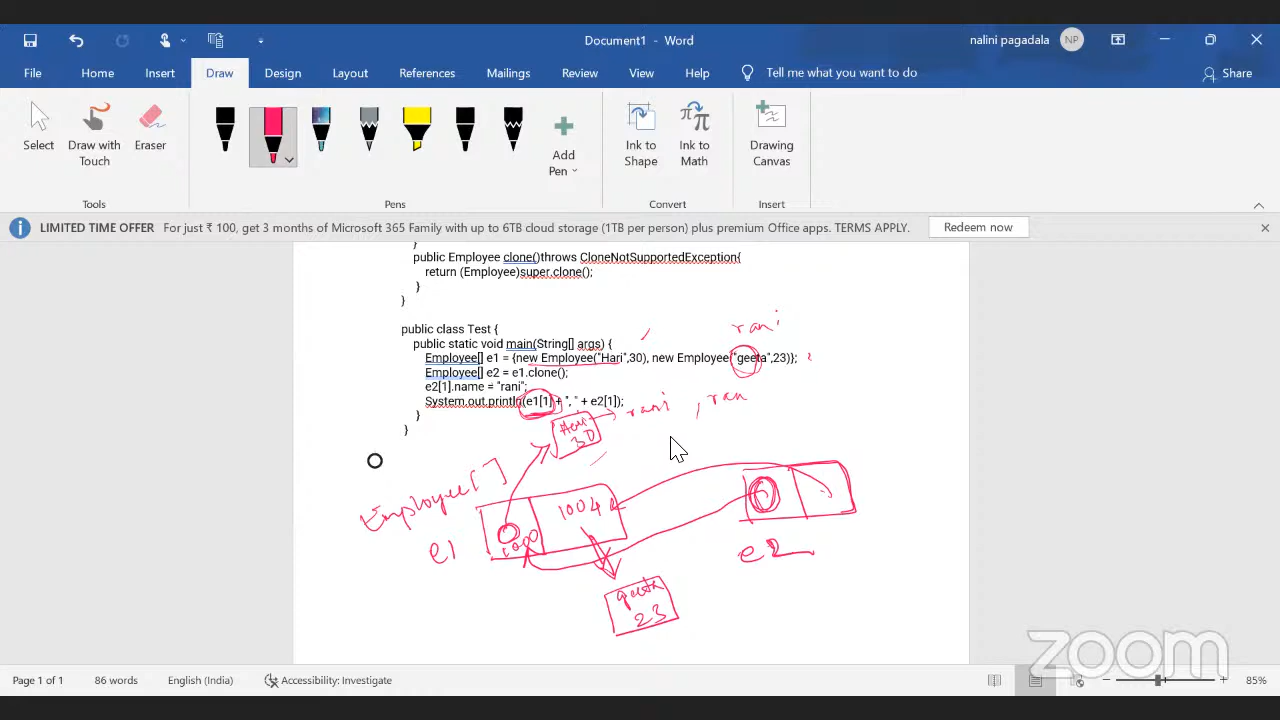 Document1 - Word
nalini pagadala NP
File Home Insert Draw Design Layout References Mailings Review View Help Tell me what you want to do Share
Select Draw with Touch Eraser Add Pen Ink to Shape Ink to Math Drawing Canvas
Tools Pens Convert Insert
LIMITED TIME OFFER For just ₹ 100, get 3 months of Microsoft 365 Family with up to 6TB cloud storage (1TB per person) plus premium Office apps. TERMS APPLY. Redeem now
}
public Employee clone()throws CloneNotSupportedException{
return (Employee)super.clone();
}
}
rani
public class Test {
public static void main(String[] args) {
Employee[] e1 = {new Employee("Hari",30), new Employee("geeta",23)};
Employee[] e2 = e1.clone();
e2[1].name = "rani";
System.out.println(e1[1] + ", " + e2[1]);
rani , ran
}
}
Hari
30
Employee[ ]
1004
1000
e1
e2
geeta
23
zoom
Page 1 of 1 86 words English (India) Accessibility: Investigate 85%